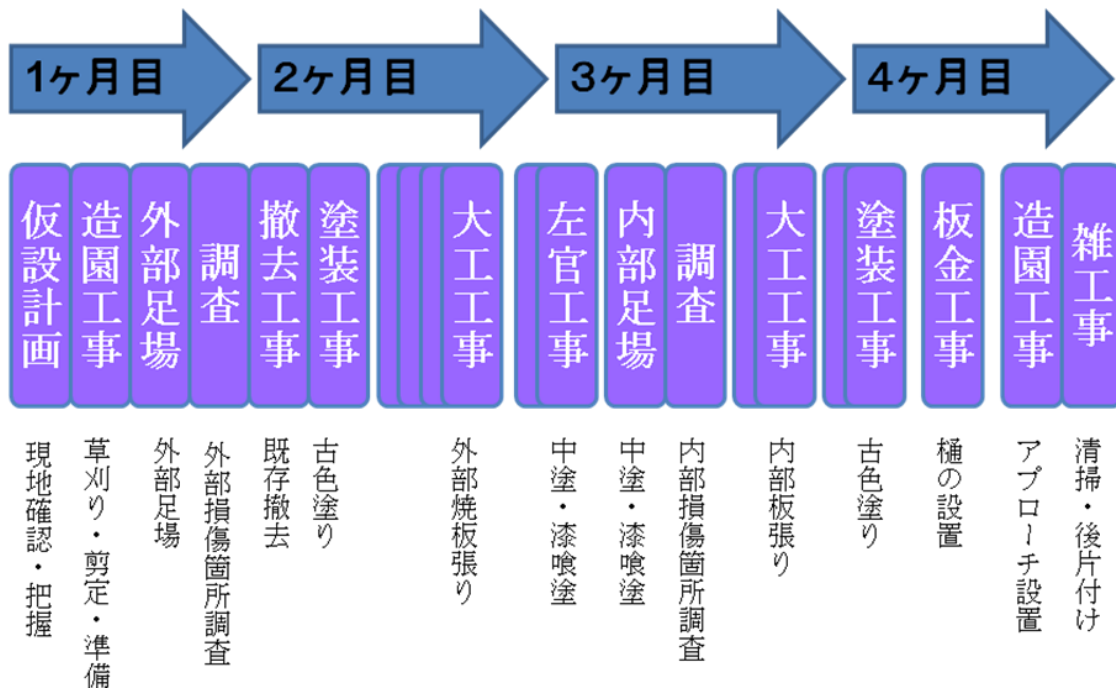 1ヶ月目
2ヶ月目
3ヶ月目
4ヶ月目
仮設計画
造園工事
外部足場
調査
撤去工事
塗装工事
大工工事
左官工事
内部足場
調査
大工工事
塗装工事
板金工事
造園工事
雑工事
現地確認・把握
草刈り・剪定・準備
外部足場
外部損傷箇所調査
既存撤去
古色塗り
外部焼板張り
中塗・漆喰塗
中塗・漆喰塗
内部損傷箇所調査
内部板張り
古色塗り
樋の設置
アプローチ設置
清掃・後片付け